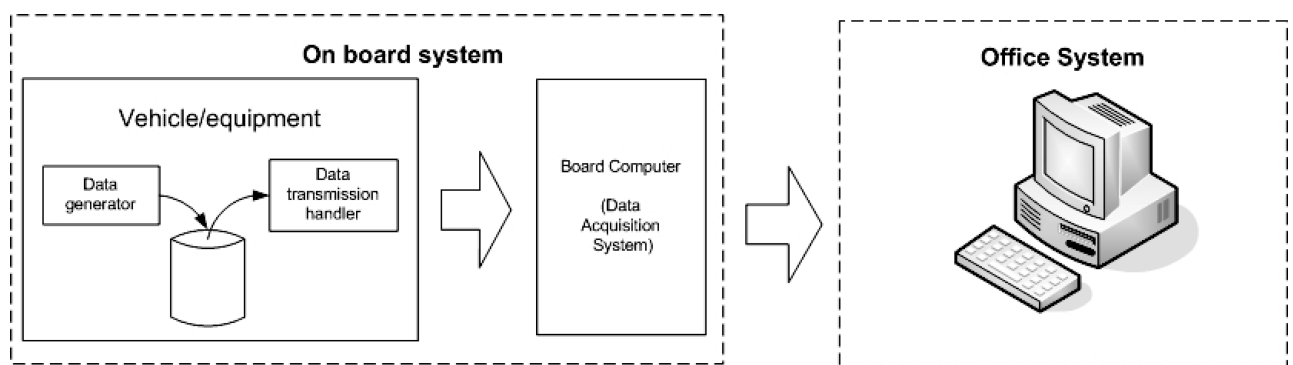 On board system
Vehicle/equipment
Data
generator
Data
transmission
handler
Board Computer
(Data
Acquisition
System)
Office System